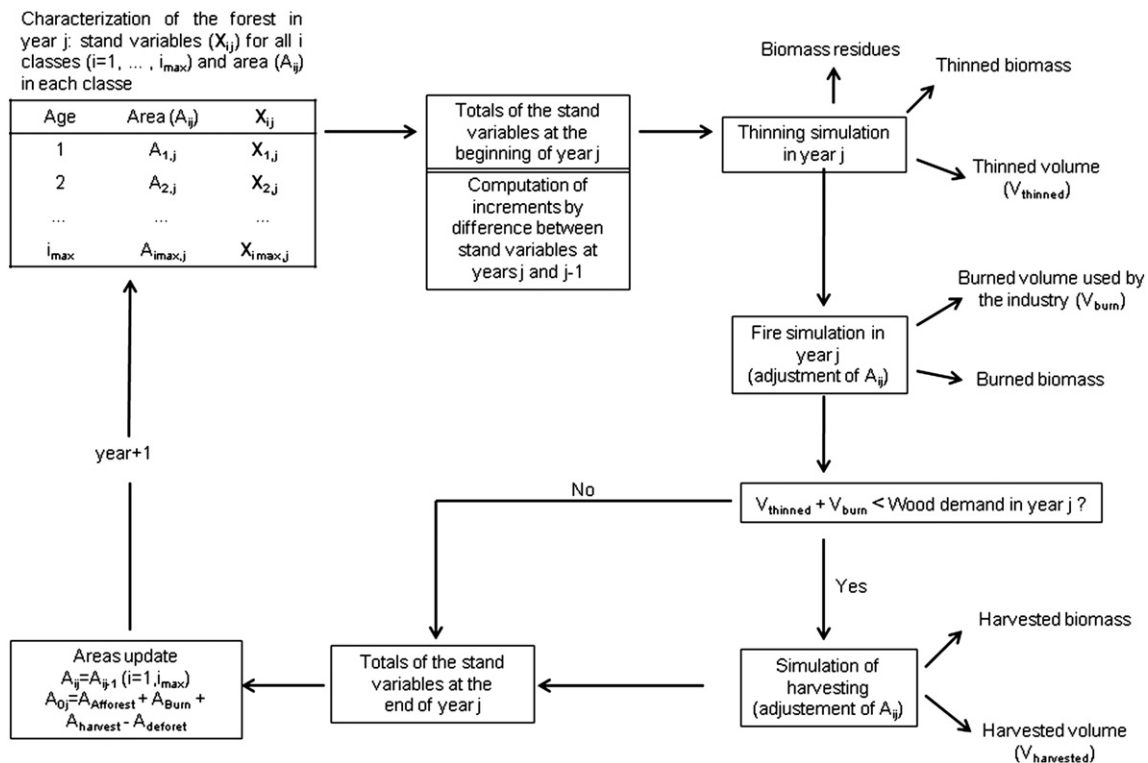 Characterization of the forest in
year j: stand variables (Xij) for all i
classes (i=1, ... , imax) and area (Aij)
in each classe
Age Area (Aij) Xij
1 A1,j X1,j
2 A2,j X2,j
... ... ...
imax Aimax,j Ximax,j
Totals of the stand
variables at the
beginning of year j
Computation of
increments by
difference between
stand variables at
years j and j-1
Biomass residues
Thinned biomass
Thinning simulation
in year j
Thinned volume
(Vthinned)
Burned volume used by
the industry (Vburn)
Fire simulation in
year j
(adjustment of Aij)
Burned biomass
Vthinned + Vburn < Wood demand in year j ?
No
Yes
Harvested biomass
Simulation of
harvesting
(adjustement of Aij)
Harvested volume
(Vharvested)
Totals of the stand
variables at the
end of year j
Areas update
Aij=Aij-1 (i=1,imax)
A0j=AAfforest + ABurn +
Aharvest - Adeforet
year+1